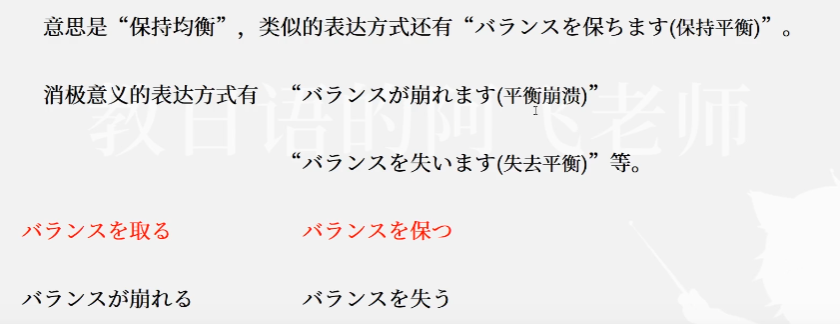 意思是“保持均衡”，类似的表达方式还有“バランスを保ちます(保持平衡)”。
消极意义的表达方式有 “バランスが崩れます(平衡崩溃)”
“バランスを失います(失去平衡)”等。
教日语的阿飞老师
バランスを取る バランスを保つ
バランスが崩れる バランスを失う